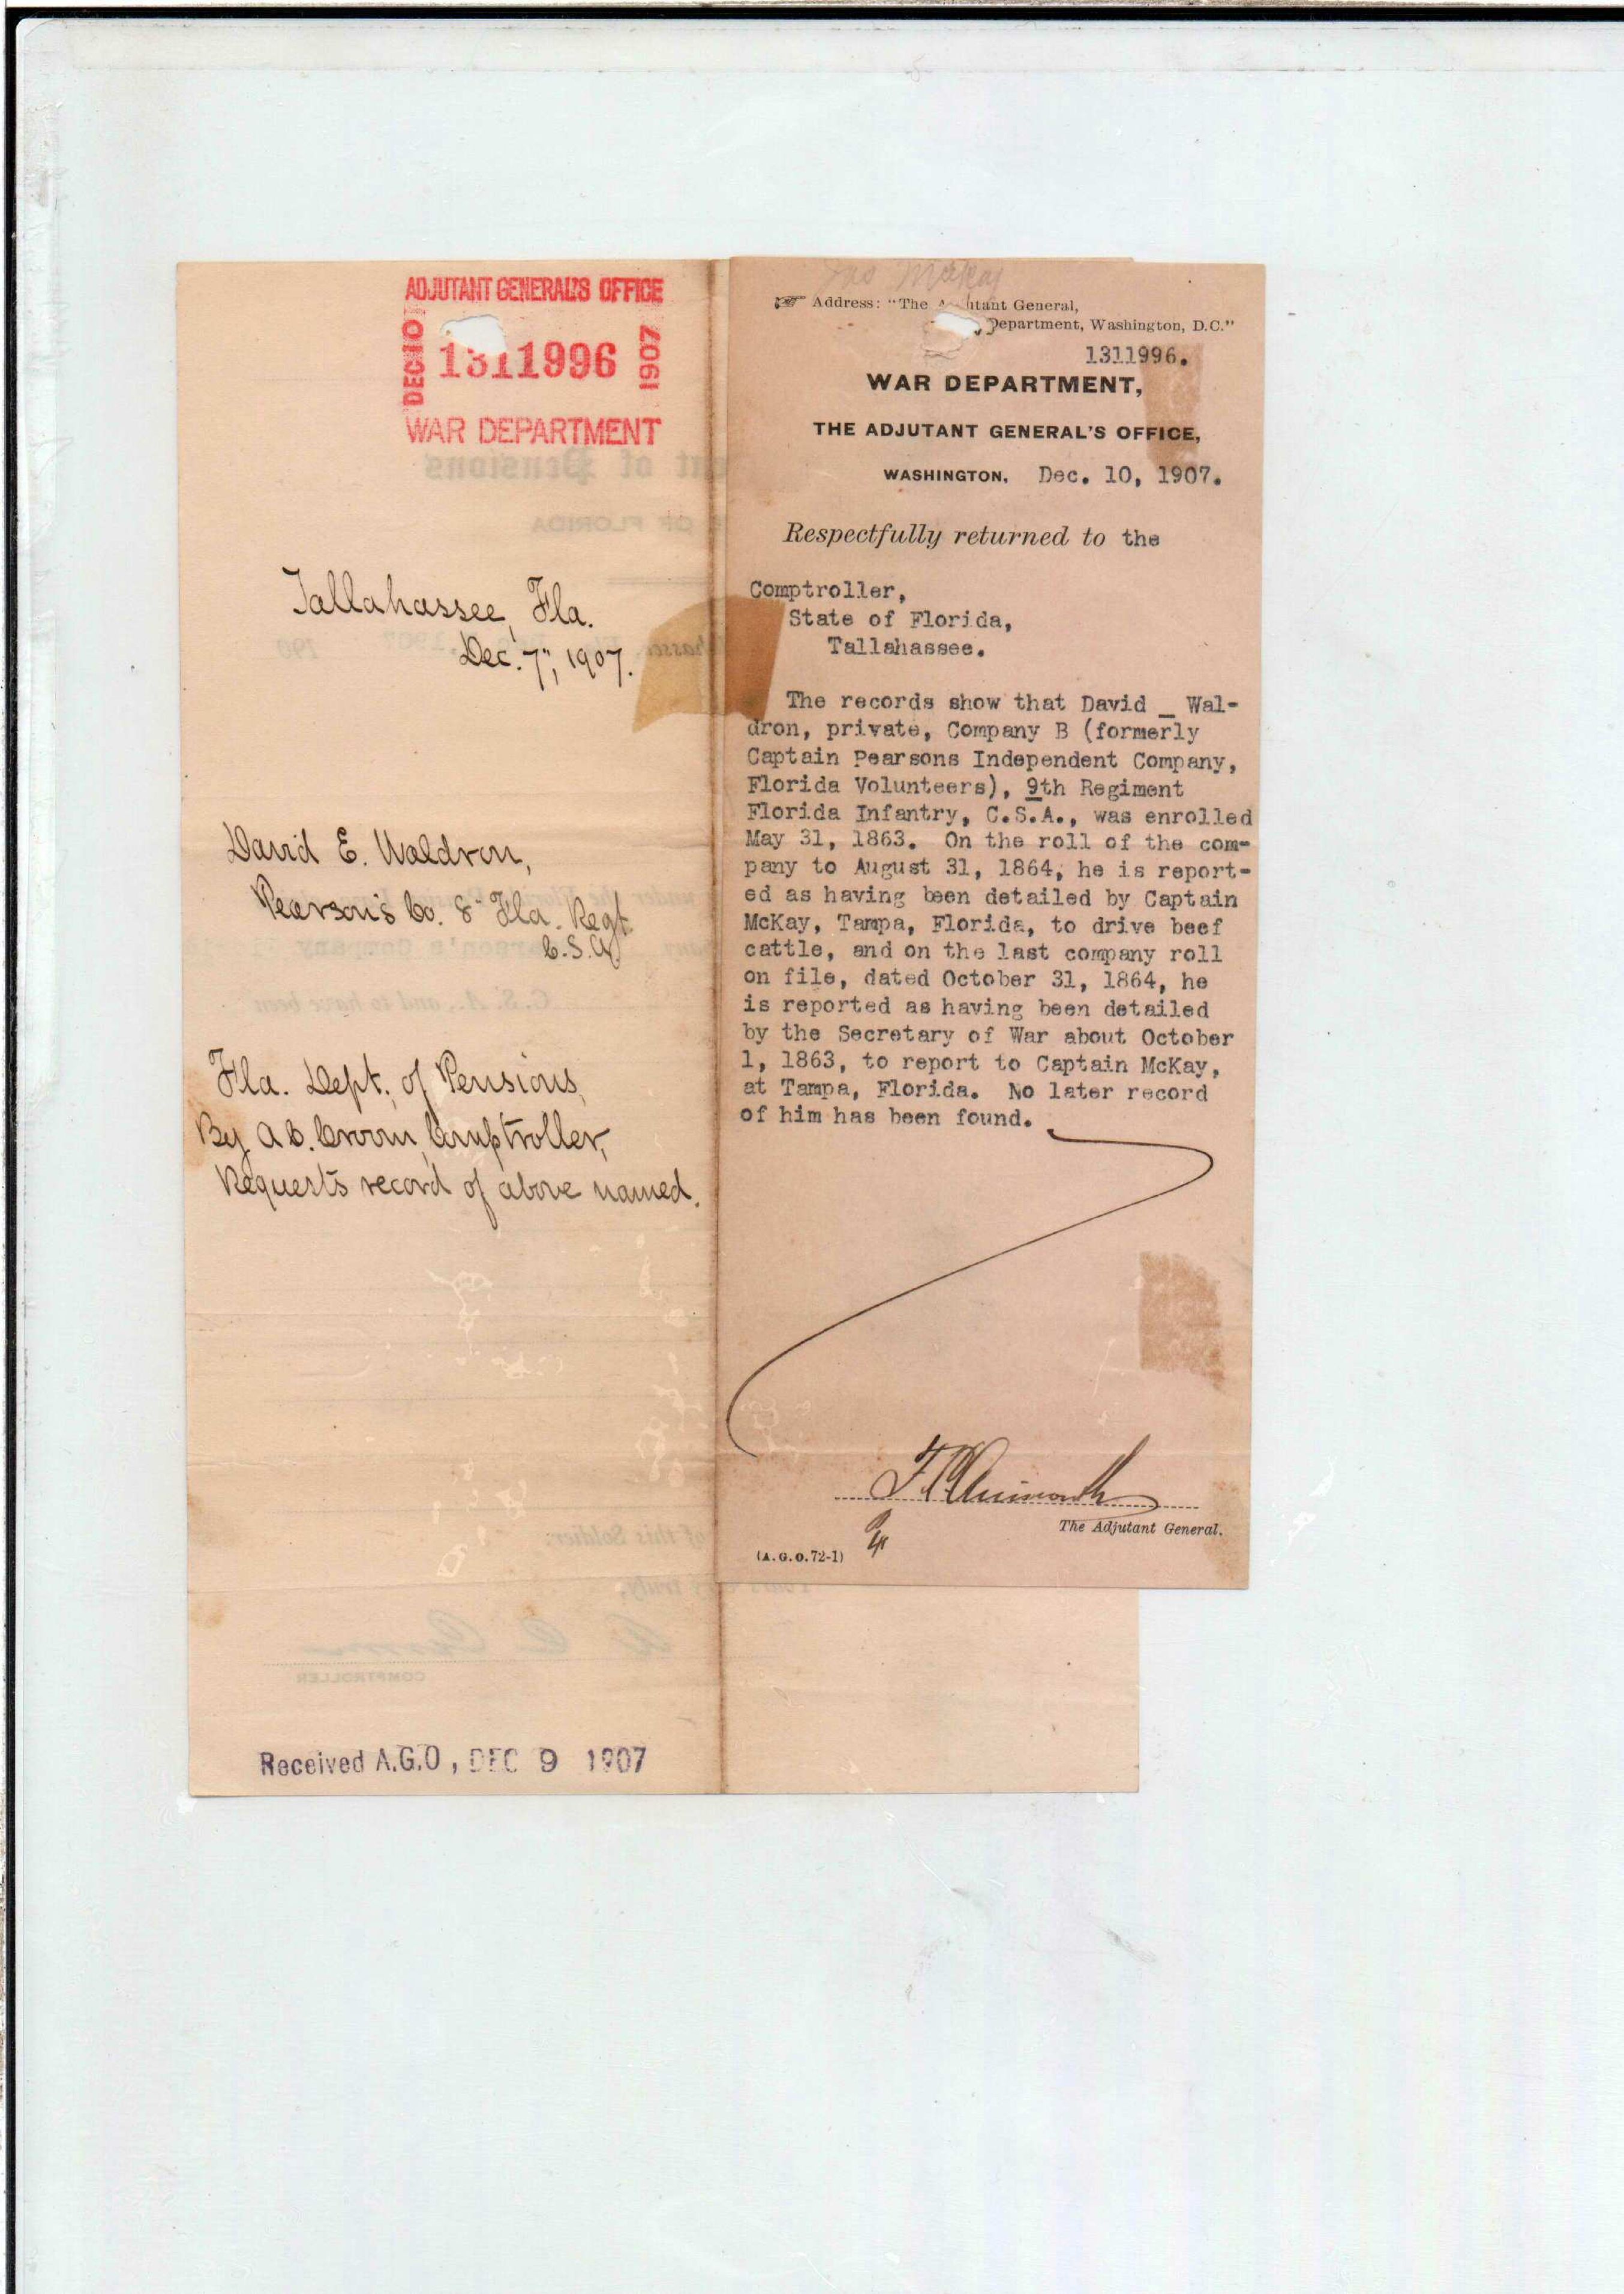 ADJUTANT GENERAL'S OFFICE
DEC 10 1311996 1907
WAR DEPARTMENT
Tallahassee, Fla.
Dec. 7", 1907.
David E. Waldron,
Pearson's Co. 8" Fla. Regt.
C.S.A.
Fla. Dept. of Pensions,
By A C. Croom, Comptroller,
Requests record of above named.
Received A.G.O, DEC 9 1907
Jas McKay
Address: "The Adjutant General,
Department, Washington, D.C."
1311996.
WAR DEPARTMENT,
THE ADJUTANT GENERAL'S OFFICE,
WASHINGTON, Dec. 10, 1907.
Respectfully returned to the
Comptroller,
State of Florida,
Tallahassee.
The records show that David _ Wal-
dron, private, Company B (formerly
Captain Pearsons Independent Company,
Florida Volunteers), 9th Regiment
Florida Infantry, C.S.A., was enrolled
May 31, 1863. On the roll of the com-
pany to August 31, 1864, he is report-
ed as having been detailed by Captain
McKay, Tampa, Florida, to drive beef
cattle, and on the last company roll
on file, dated October 31, 1864, he
is reported as having been detailed
by the Secretary of War about October
1, 1863, to report to Captain McKay,
at Tampa, Florida. No later record
of him has been found.
F C Ainsworth
The Adjutant General.
(A.G.O.72-1)